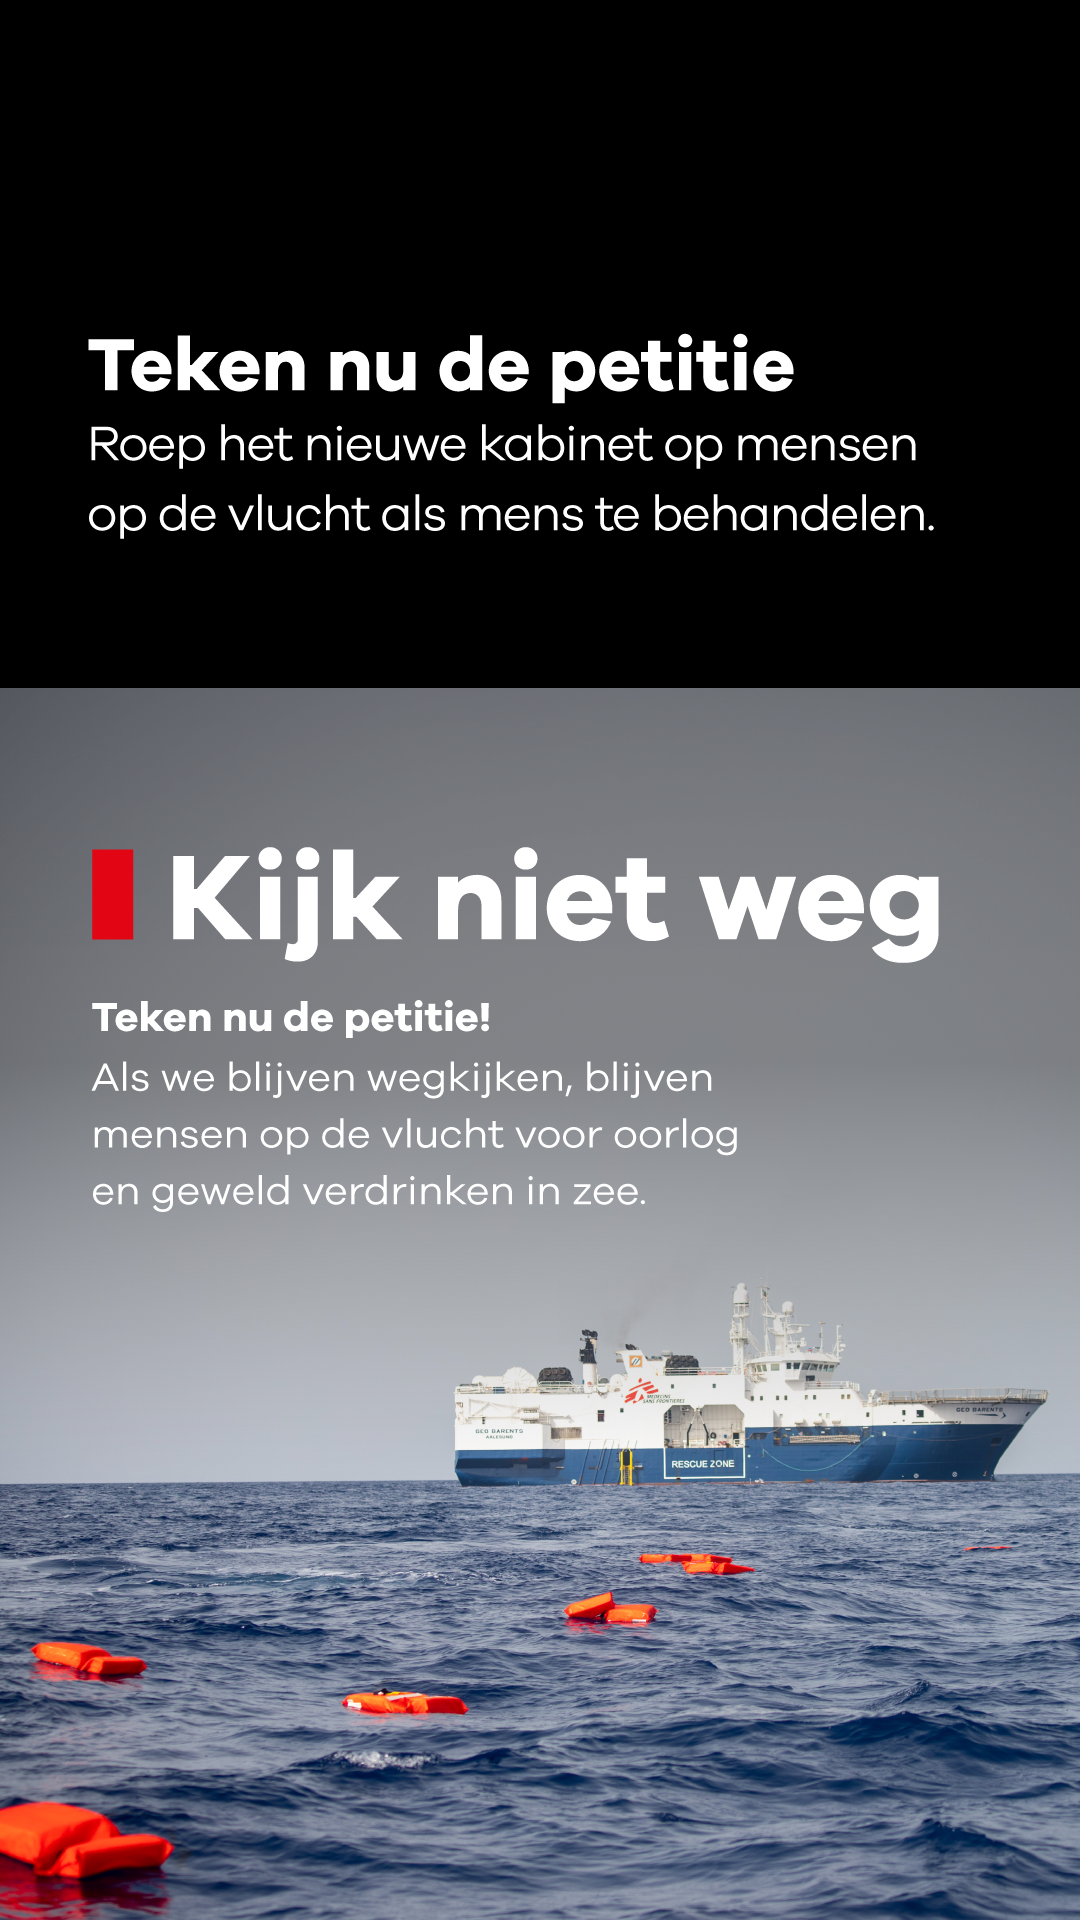 Teken nu de petitie
Roep het nieuwe kabinet op mensen
op de vlucht als mens te behandelen.
Kijk niet weg
Teken nu de petitie!
Als we blijven wegkijken, blijven
mensen op de vlucht voor oorlog
en geweld verdrinken in zee.
MEDECINS
SANS FRONTIERES
GEO BARENTS
GEO BARENTS
AALESUND
RESCUE ZONE